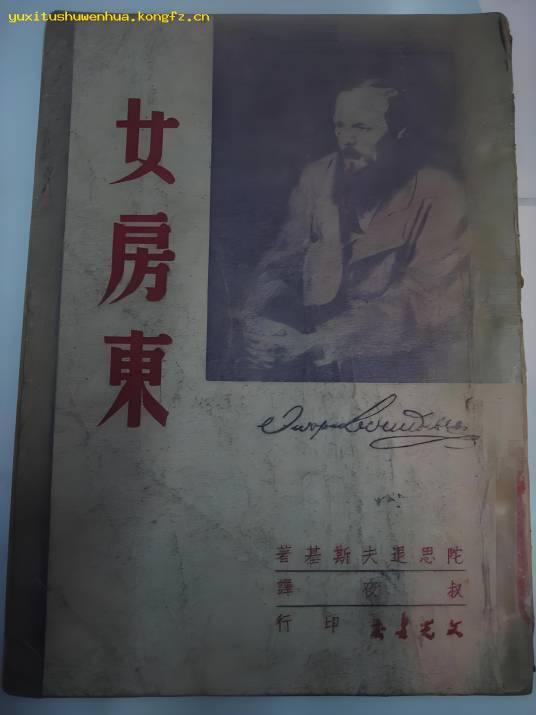 yuxitushuwenhua.kongfz.cn
女房東
陀思退夫斯基著
叔夜譯
文光書店印行